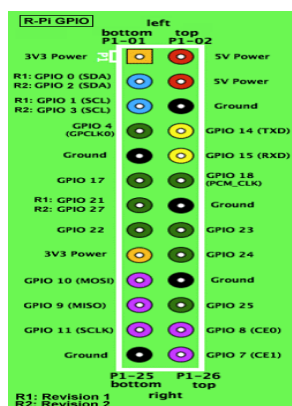 R-Pi GPIO
left
bottom top
P1-01 P1-02
3V3 Power 5V Power
R1: GPIO 0 (SDA)
R2: GPIO 2 (SDA)
5V Power
R1: GPIO 1 (SCL)
R2: GPIO 3 (SCL)
Ground
GPIO 4
(GPCLK0)
GPIO 14 (TXD)
Ground GPIO 15 (RXD)
GPIO 17
GPIO 18
(PCM_CLK)
R1: GPIO 21
R2: GPIO 27
Ground
GPIO 22 GPIO 23
3V3 Power GPIO 24
GPIO 10 (MOSI) Ground
GPIO 9 (MISO) GPIO 25
GPIO 11 (SCLK) GPIO 8 (CE0)
Ground GPIO 7 (CE1)
P1-25 P1-26
bottom top
R1: Revision 1 right
R2: Revision 2